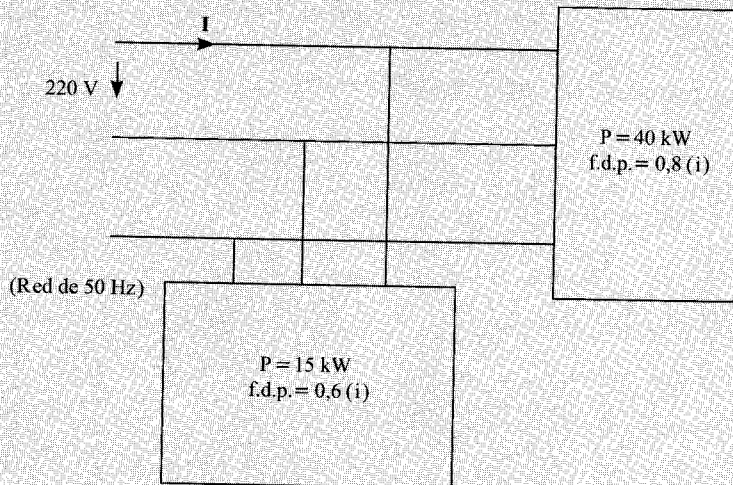 I
220 V
P = 40 kW
f.d.p. = 0,8 (i)
(Red de 50 Hz)
P = 15 kW
f.d.p. = 0,6 (i)